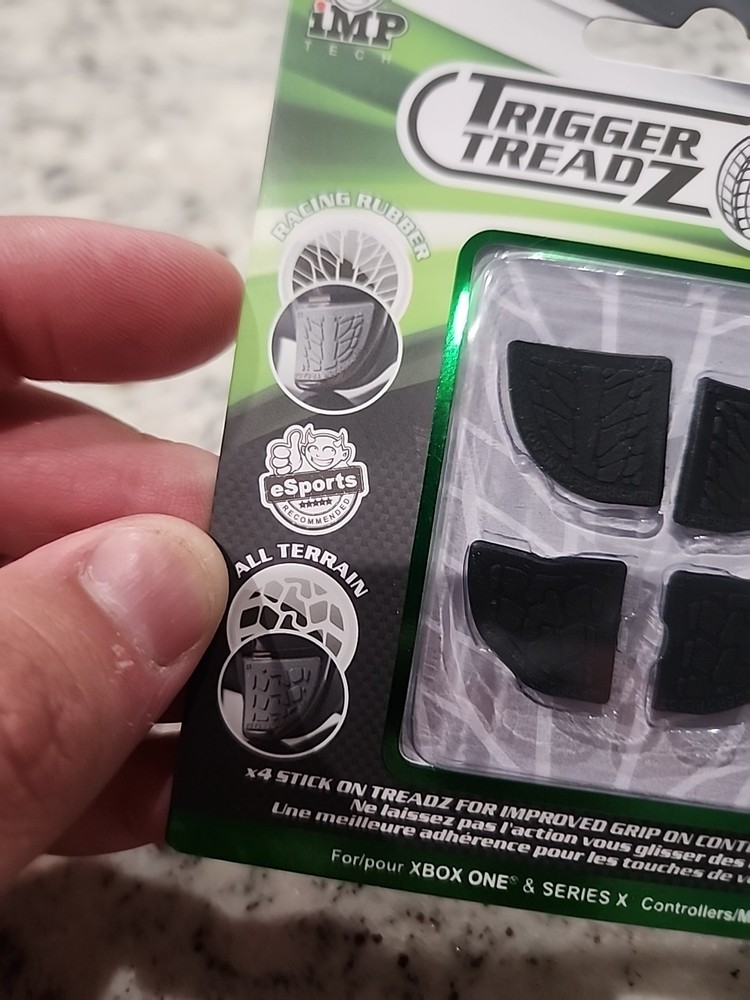 iMP
TECH
TRIGGER
TREADZ
RACING RUBBER
eSports
RECOMMENDED
ALL TERRAIN
x4 STICK ON TREADZ FOR IMPROVED GRIP ON
Ne laissez pas l'action vous glisser des
Une meilleure adhérence pour les touches de
For/pour XBOX ONE® & SERIES X Controllers/